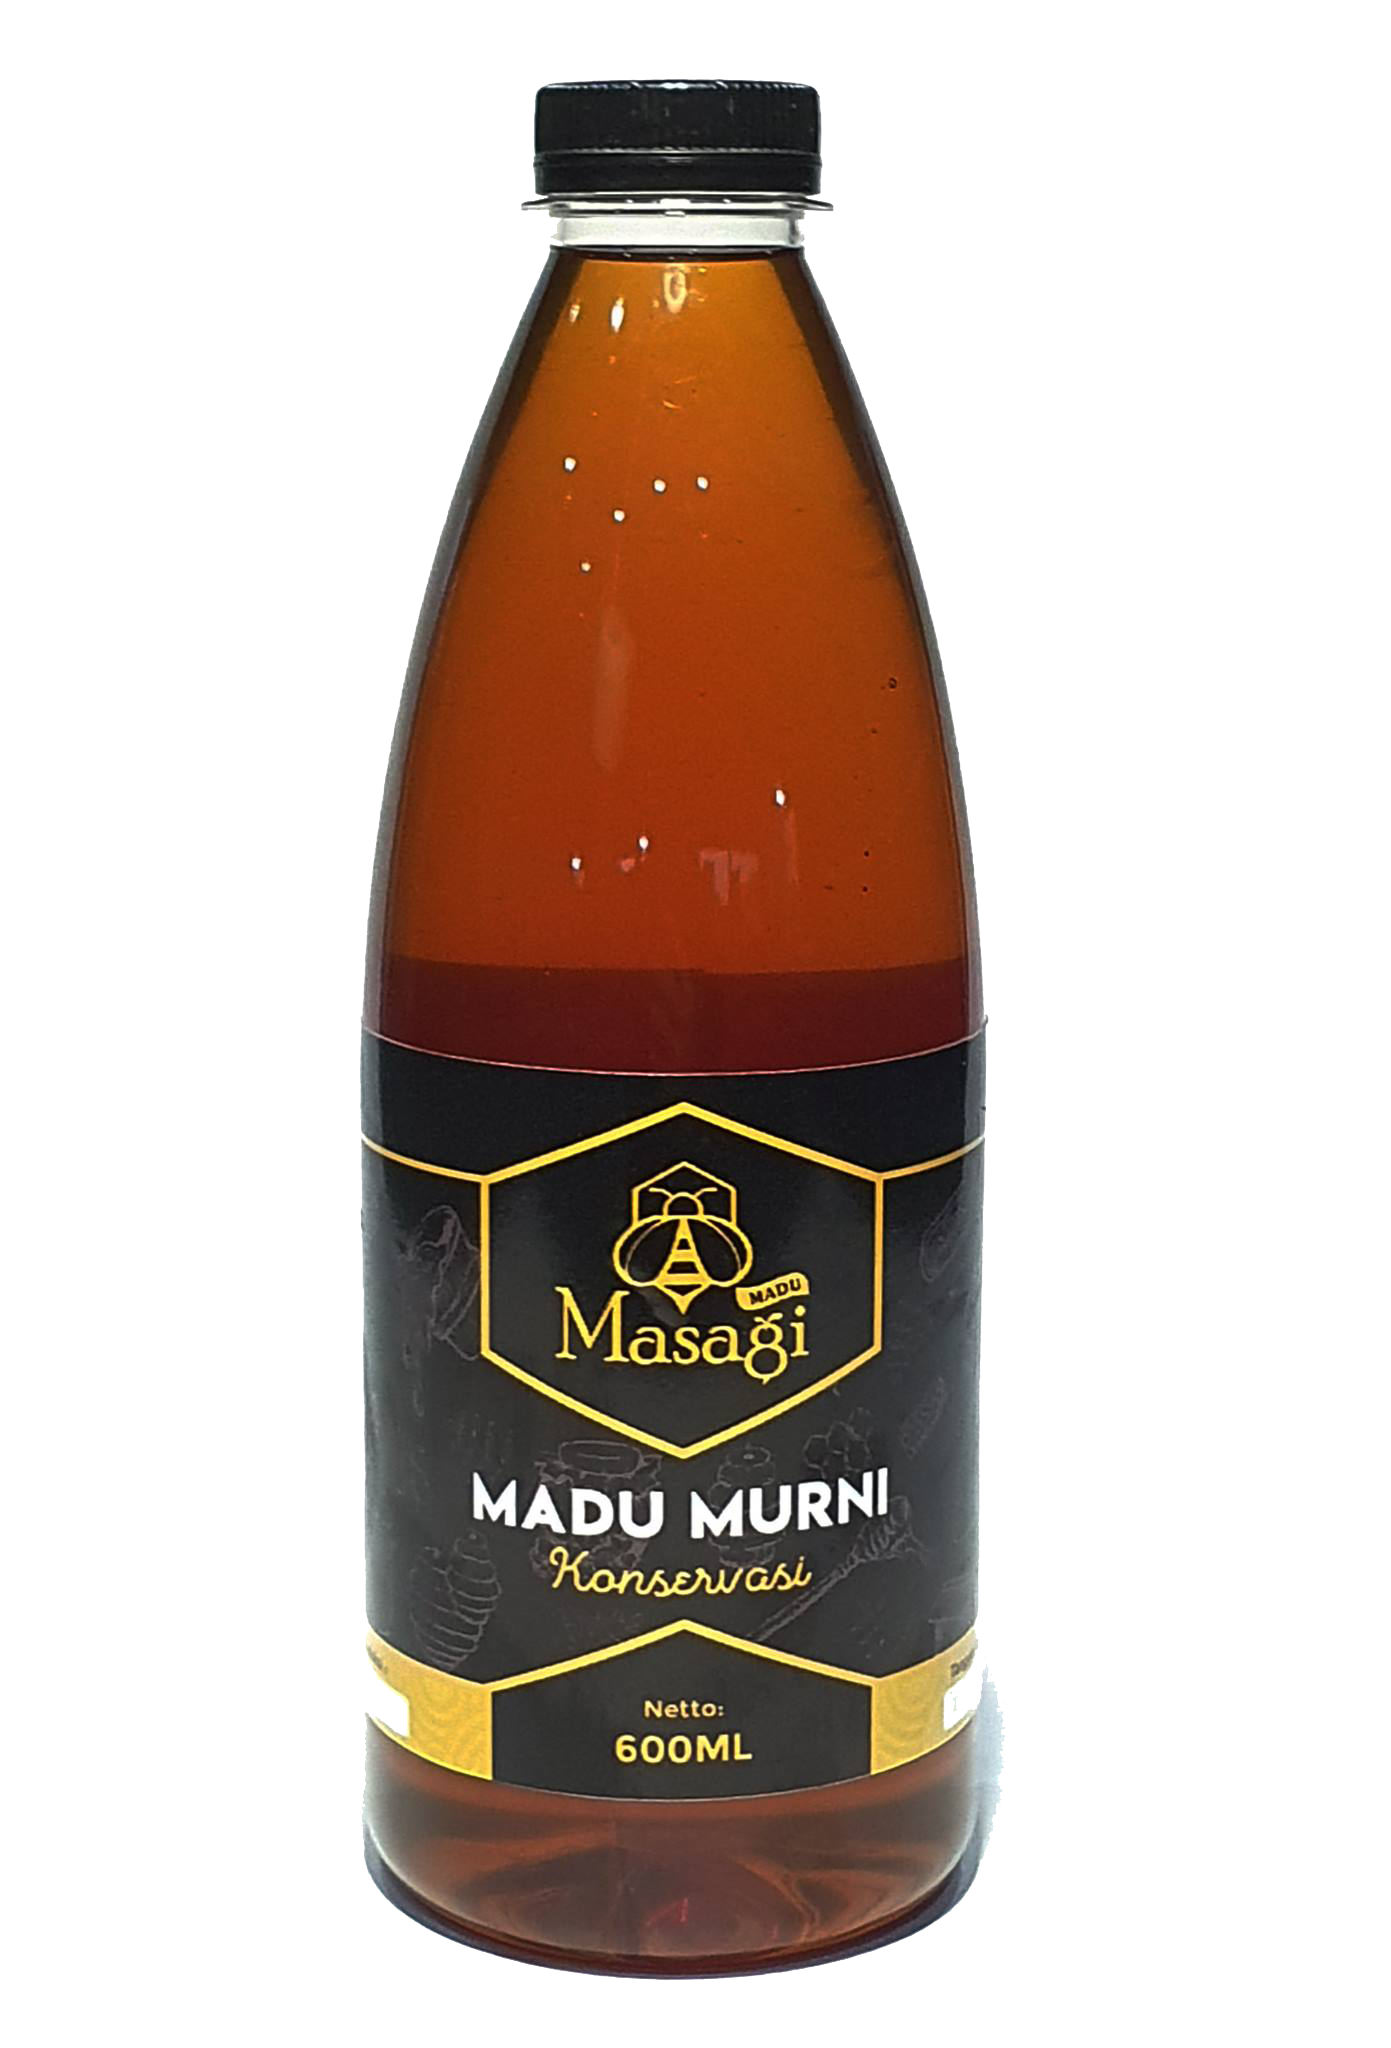 MADU
Masagi
MADU MURNI
Konservasi
Netto:
600ML